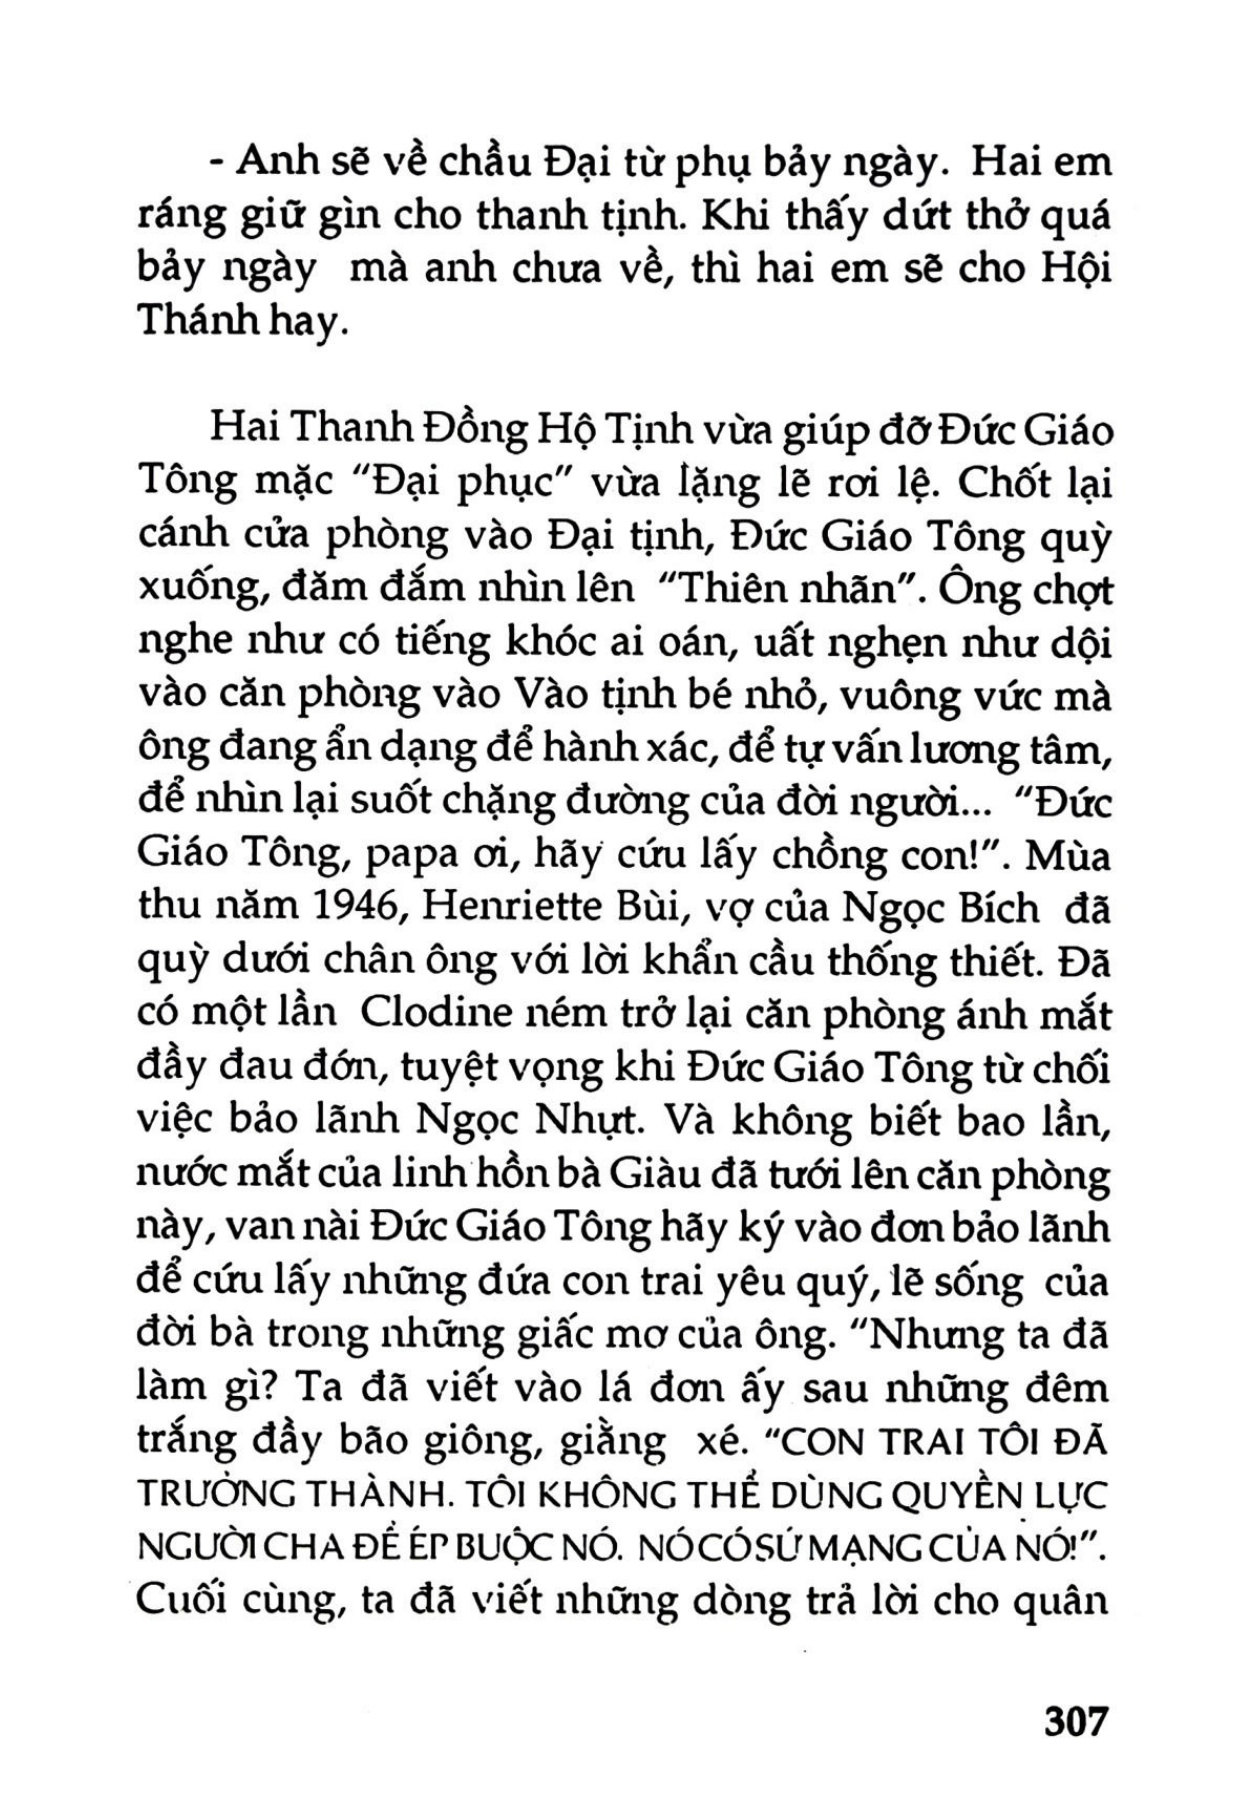 - Anh sẽ về chầu Đại từ phụ bảy ngày. Hai em
ráng giữ gìn cho thanh tịnh. Khi thấy dứt thở quá
bảy ngày mà anh chưa về, thì hai em sẽ cho Hội
Thánh hay.
Hai Thanh Đồng Hộ Tịnh vừa giúp đỡ Đức Giáo
Tông mặc “Đại phục” vừa lặng lẽ rơi lệ. Chốt lại
cánh cửa phòng vào Đại tịnh, Đức Giáo Tông quỳ
xuống, đăm đắm nhìn lên “Thiên nhãn”. Ông chợt
nghe như có tiếng khóc ai oán, uất nghẹn như dội
vào căn phòng vào Vào tịnh bé nhỏ, vuông vức mà
ông đang ẩn dạng để hành xác, để tự vấn lương tâm,
để nhìn lại suốt chặng đường của đời người... “Đức
Giáo Tông, papa ơi, hãy cứu lấy chồng con!”. Mùa
thu năm 1946, Henriette Bùi, vợ của Ngọc Bích đã
quỳ dưới chân ông với lời khẩn cầu thống thiết. Đã
có một lần Clodine ném trở lại căn phòng ánh mắt
đầy đau đớn, tuyệt vọng khi Đức Giáo Tông từ chối
việc bảo lãnh Ngọc Nhựt. Và không biết bao lần,
nước mắt của linh hồn bà Giàu đã tưới lên căn phòng
này, van nài Đức Giáo Tông hãy ký vào đơn bảo lãnh
để cứu lấy những đứa con trai yêu quý, lẽ sống của
đời bà trong những giấc mơ của ông. “Nhưng ta đã
làm gì? Ta đã viết vào lá đơn ấy sau những đêm
trắng đầy bão giông, giằng xé. “CON TRAI TÔI ĐÃ
TRƯỞNG THÀNH. TÔI KHÔNG THỂ DÙNG QUYỀN LỰC
NGƯỜI CHA ĐỂ ÉP BUỘC NÓ. NÓ CÓ SỨ MẠNG CỦA NÓ!”.
Cuối cùng, ta đã viết những dòng trả lời cho quân
307